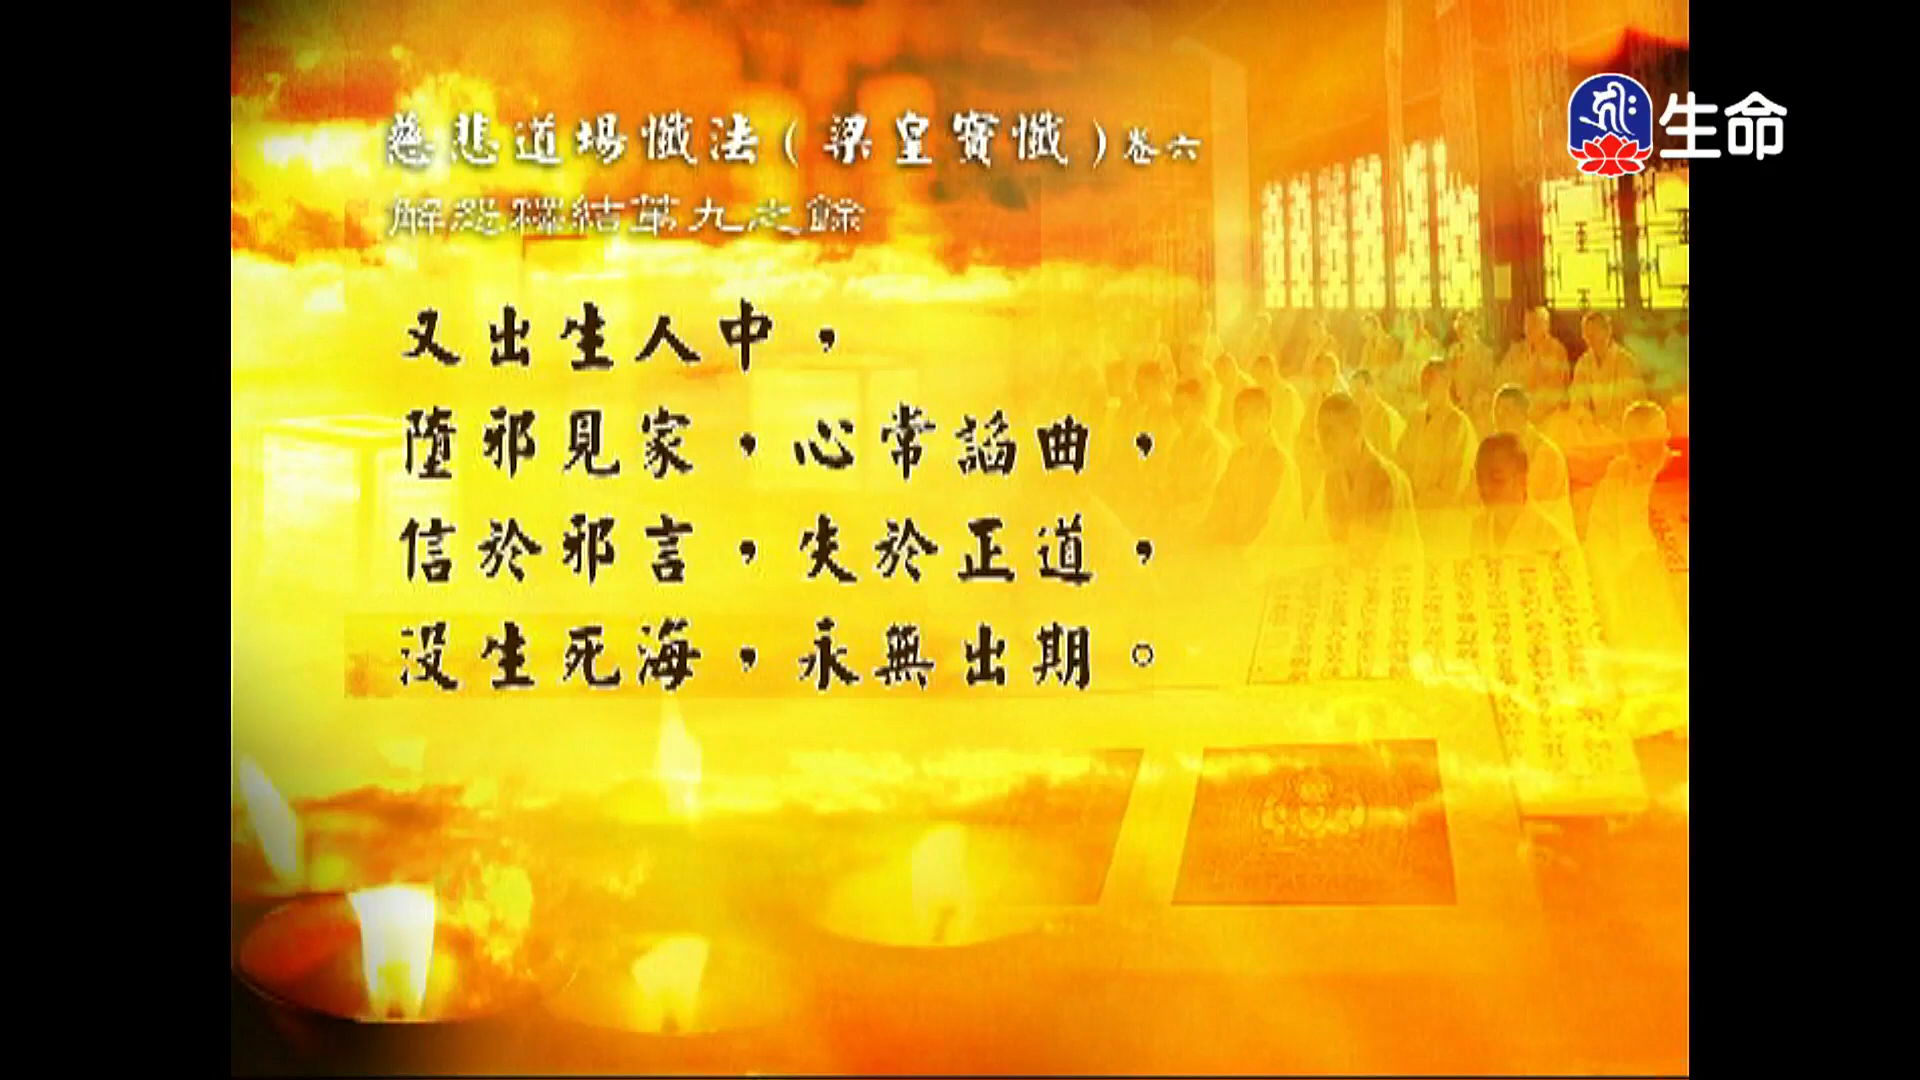 慈悲道場懺法（梁皇寶懺）卷六
解冤釋結第九之餘
生命
又出生人中，
墮邪見家，心常諂曲，
信於邪言，失於正道，
沒生死海，永無出期。